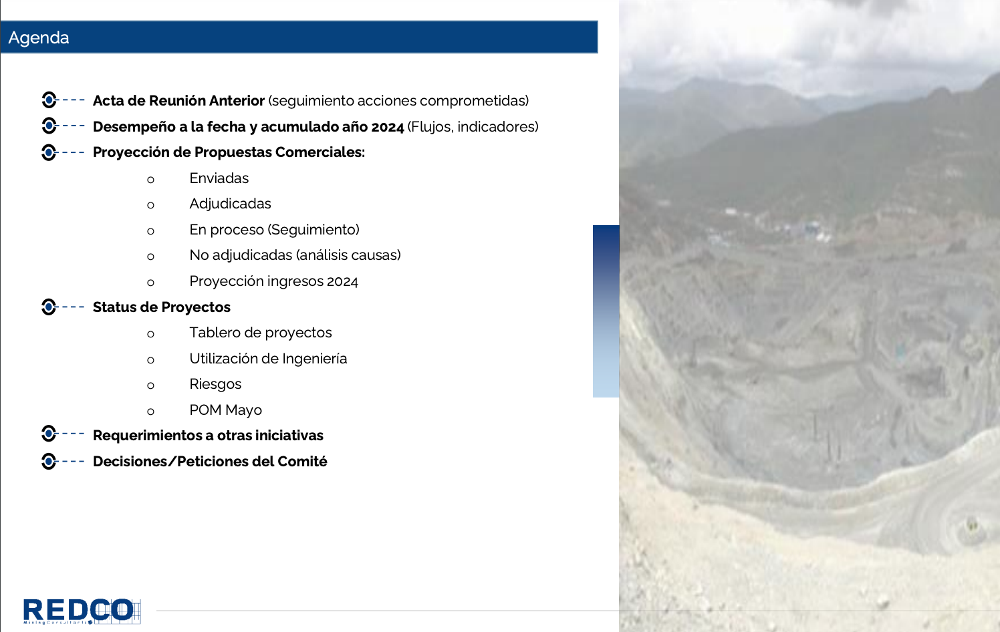 Agenda
Acta de Reunión Anterior (seguimiento acciones comprometidas)
Desempeño a la fecha y acumulado año 2024 (Flujos, indicadores)
Proyección de Propuestas Comerciales:
o Enviadas
o Adjudicadas
o En proceso (Seguimiento)
o No adjudicadas (análisis causas)
o Proyección ingresos 2024
Status de Proyectos
o Tablero de proyectos
o Utilización de Ingeniería
o Riesgos
o POM Mayo
Requerimientos a otras iniciativas
Decisiones/Peticiones del Comité
REDCO
Mining Consultants